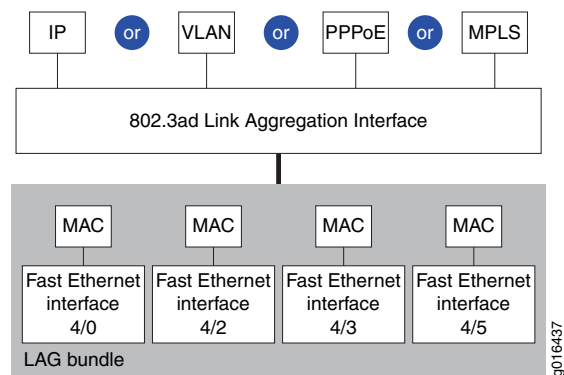 IP or VLAN or PPPoE or MPLS
802.3ad Link Aggregation Interface
MAC MAC MAC MAC
Fast Ethernet Fast Ethernet Fast Ethernet Fast Ethernet
interface interface interface interface
4/0 4/2 4/3 4/5
LAG bundle
g016437